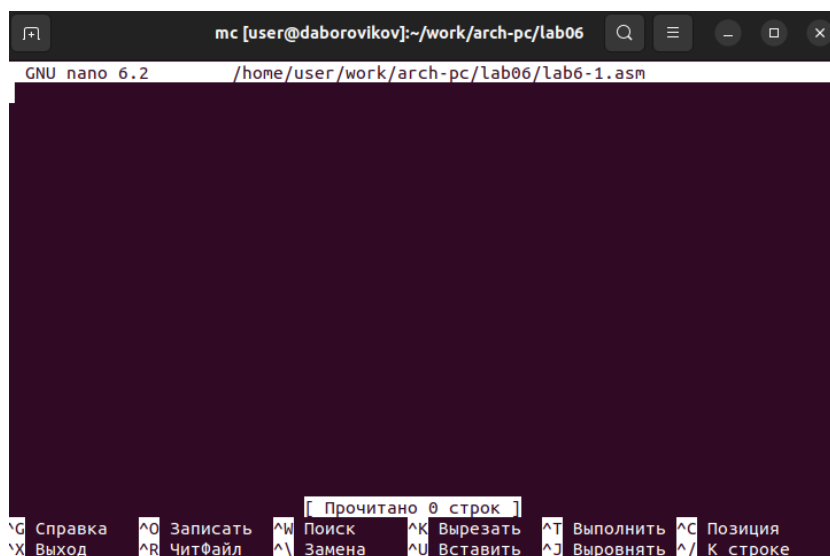 mc [user@daborovikov]:~/work/arch-pc/lab06
GNU nano 6.2 /home/user/work/arch-pc/lab06/lab6-1.asm
[ Прочитано 0 строк ]
^G Справка ^O Записать ^W Поиск ^K Вырезать ^T Выполнить ^C Позиция
^X Выход ^R ЧитФайл ^\ Замена ^U Вставить ^J Выровнять ^/ К строке